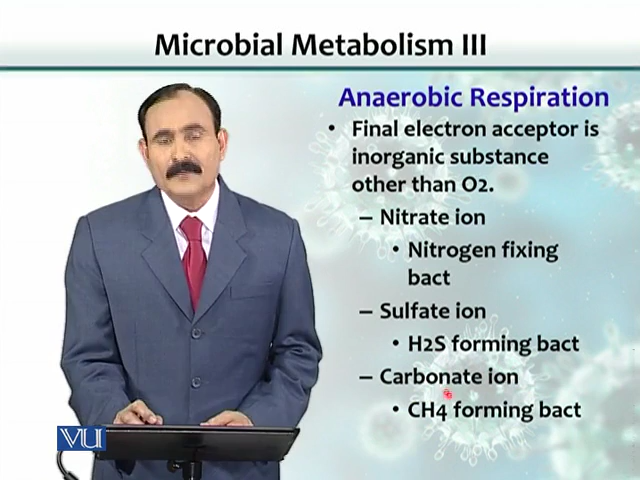 Microbial Metabolism III
Anaerobic Respiration
• Final electron acceptor is
inorganic substance
other than O2.
– Nitrate ion
• Nitrogen fixing
bact
– Sulfate ion
• H2S forming bact
– Carbonate ion
• CH4 forming bact
VU